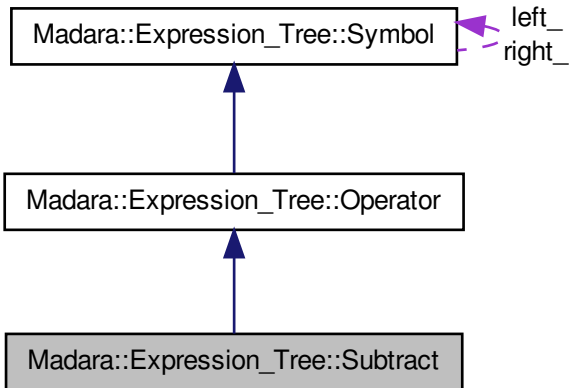 Madara::Expression_Tree::Symbol
left_
right_
Madara::Expression_Tree::Operator
Madara::Expression_Tree::Subtract